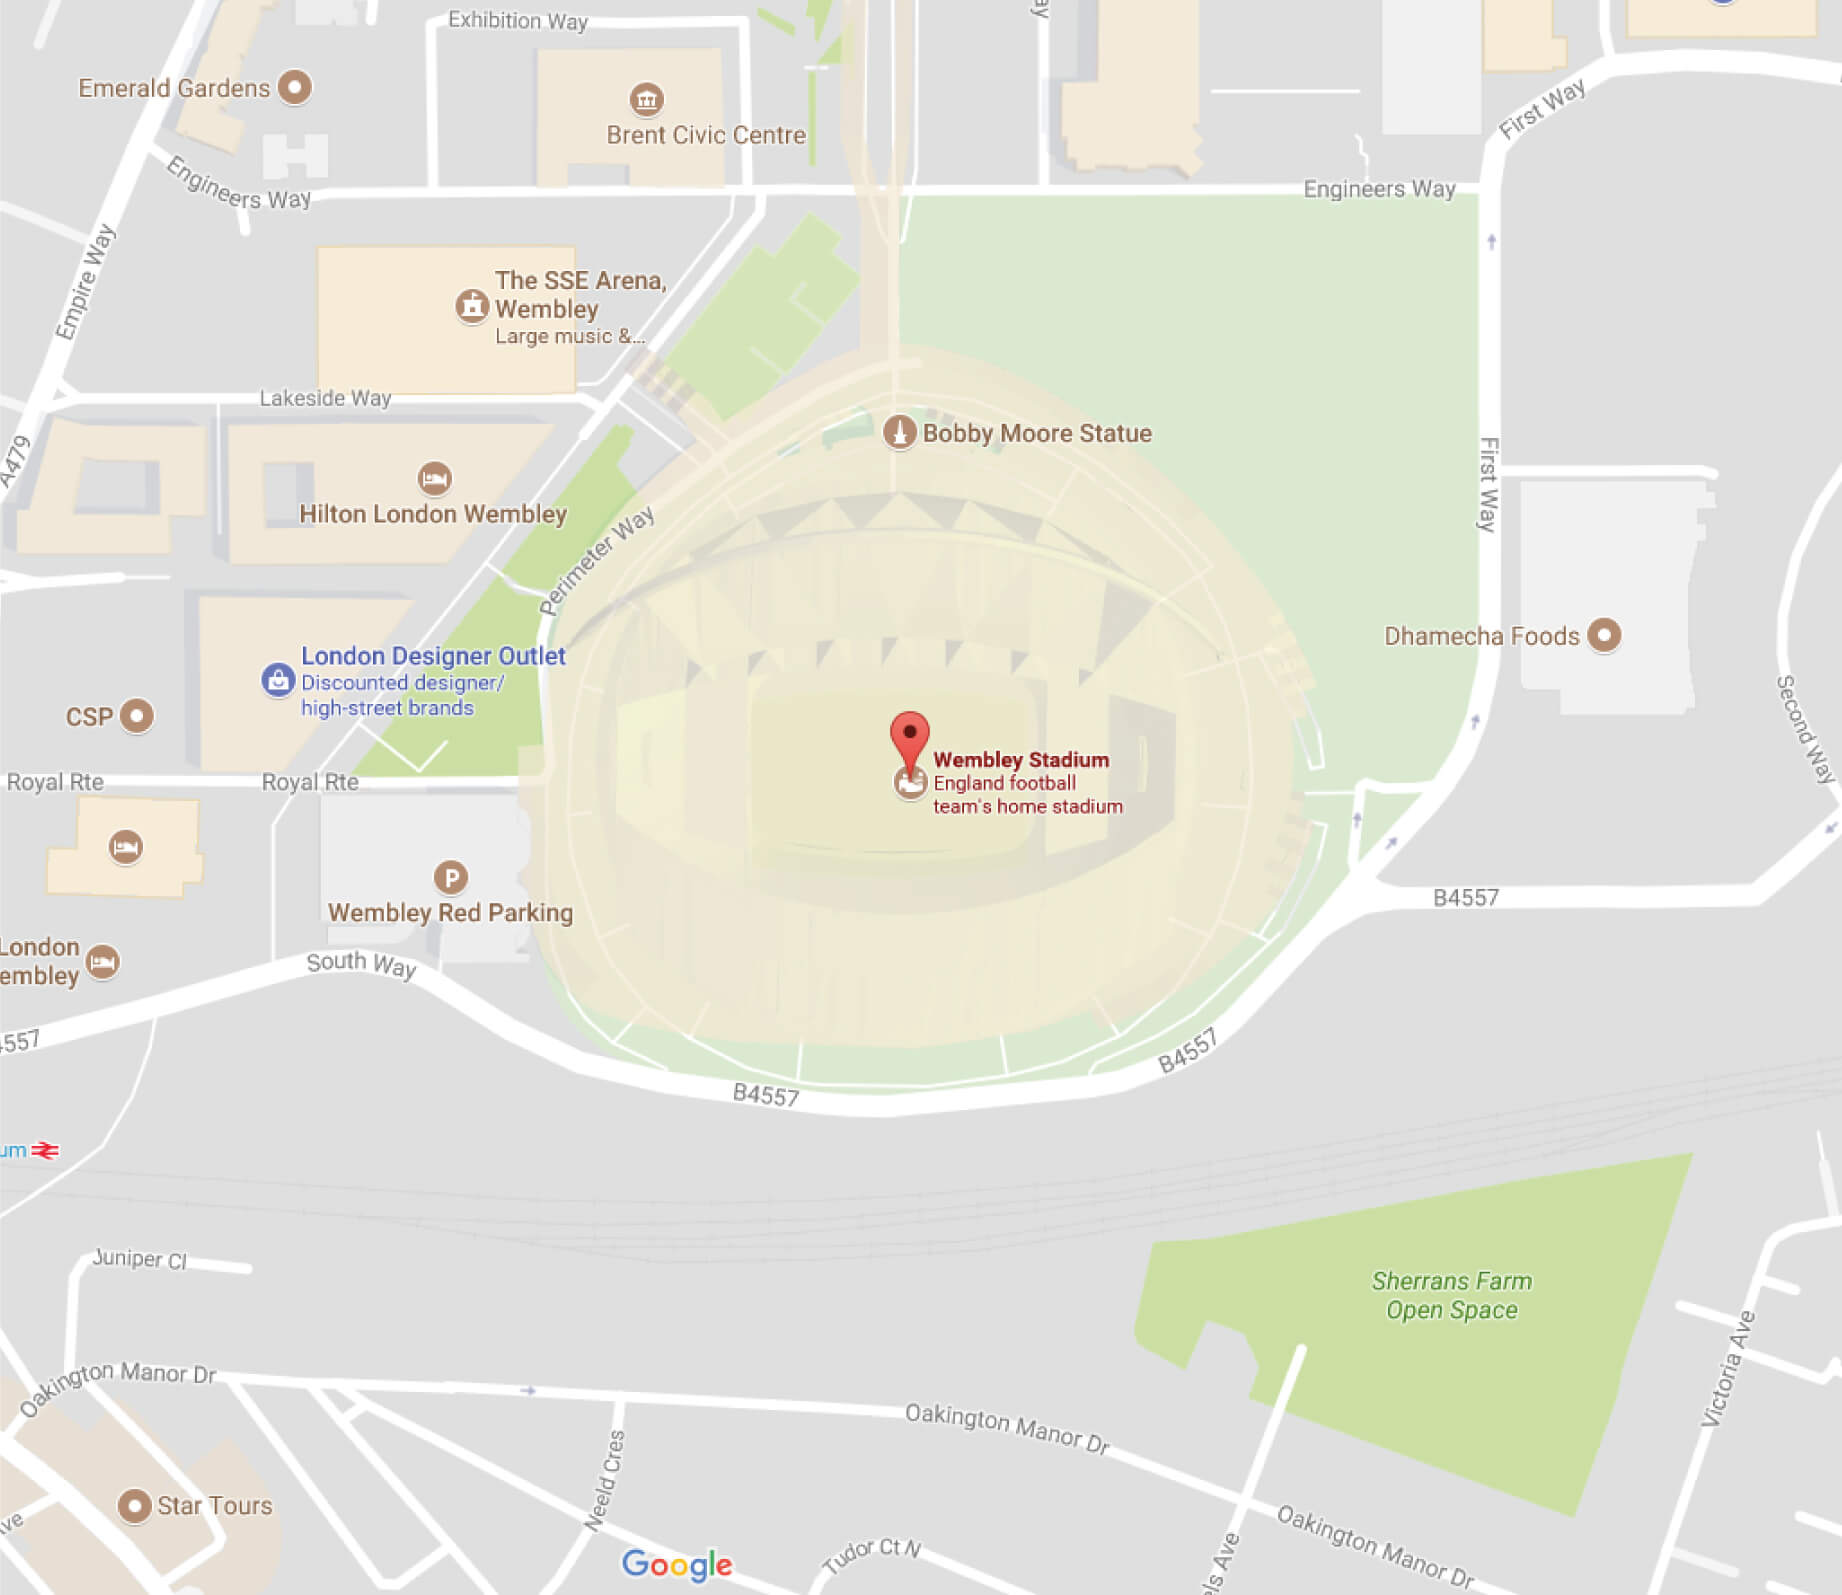 Exhibition Way
Emerald Gardens
Brent Civic Centre
First Way
Engineers Way
Engineers Way
Empire Way
The SSE Arena,
Wembley
Large music &...
Lakeside Way
Bobby Moore Statue
A479
Hilton London Wembley
Perimeter Way
First Way
Dhamecha Foods
London Designer Outlet
Discounted designer/
high-street brands
CSP
Second Way
Royal Rte
Royal Rte
Wembley Stadium
England football
team's home stadium
P
Wembley Red Parking
B4557
London
embley
South Way
4557
B4557
B4557
um
Juniper Cl
Sherrans Farm
Open Space
Victoria Ave
Oakington Manor Dr
Oakington Manor Dr
Neeld Cres
Star Tours
Oakington Manor Dr
Tudor Ct N
els Ave
Google